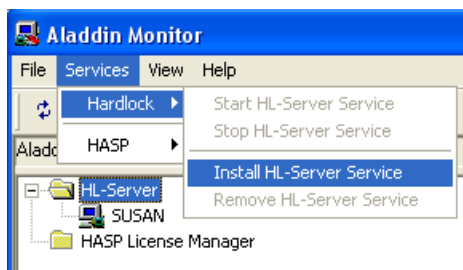 Aladdin Monitor
File Services View Help
Hardlock
HASP
Start HL-Server Service
Stop HL-Server Service
Install HL-Server Service
Remove HL-Server Service
Aladd
HL-Server
SUSAN
HASP License Manager